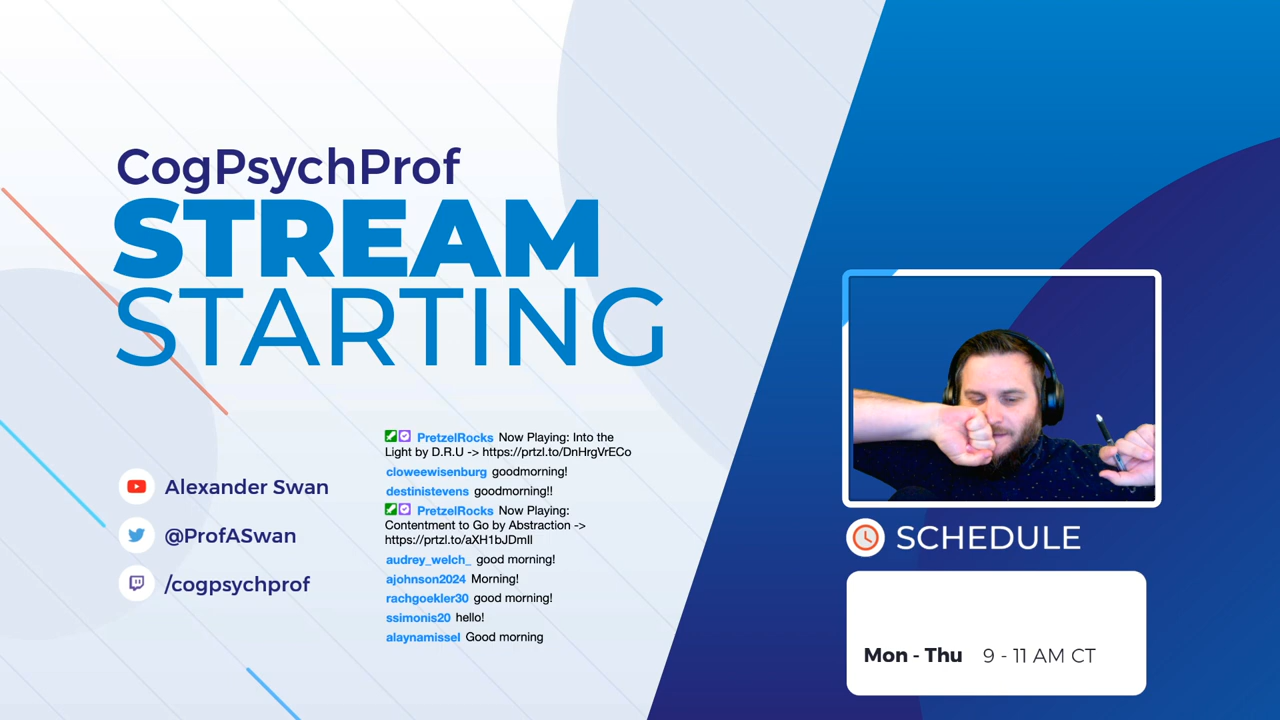 CogPsychProf
STREAM
STARTING
PretzelRocks Now Playing: Into the
Light by D.R.U -> https://prtzl.to/DnHrgVrECo
cloweewisenburg goodmorning!
destinistevens goodmorning!!
PretzelRocks Now Playing:
Contentment to Go by Abstraction ->
https://prtzl.to/aXH1bJDmIl
audrey_welch_ good morning!
ajohnson2024 Morning!
rachgoekler30 good morning!
ssimonis20 hello!
alaynamissel Good morning
Alexander Swan
@ProfASwan
/cogpsychprof
SCHEDULE
Mon - Thu 9 - 11 AM CT